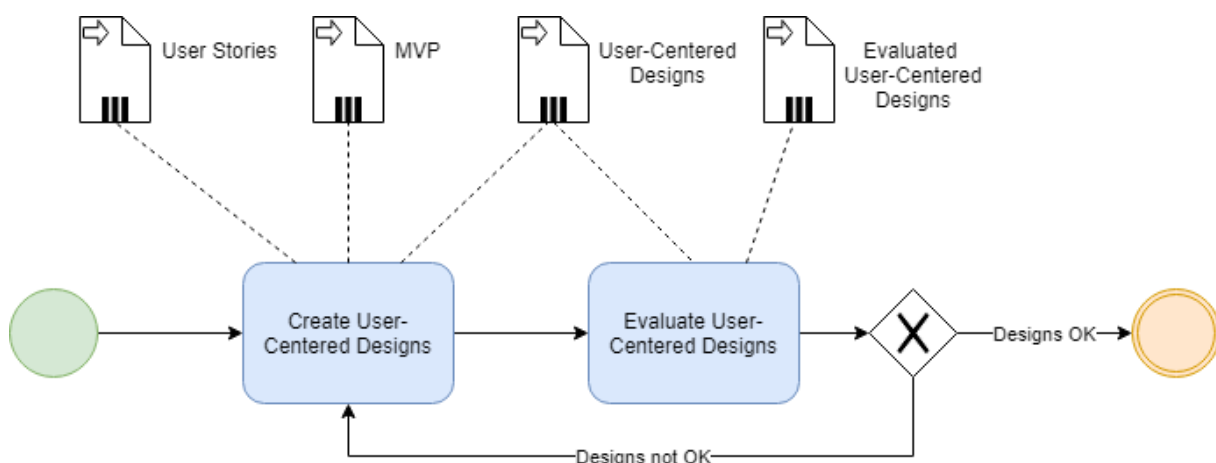 User Stories
MVP
User-Centered
Designs
Evaluated
User-Centered
Designs
Create User-
Centered Designs
Evaluate User-
Centered Designs
Designs OK
Designs not OK